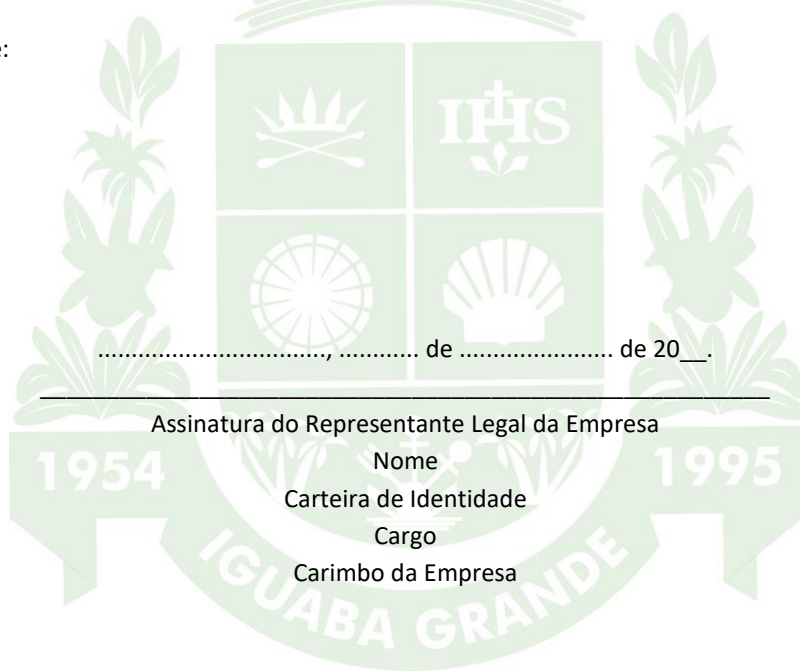 e:
IHS
.................................., ............ de ....................... de 20__.
_______________________________________________________
Assinatura do Representante Legal da Empresa
1954
Nome
1995
Carteira de Identidade
Cargo
Carimbo da Empresa
IGUABA GRANDE